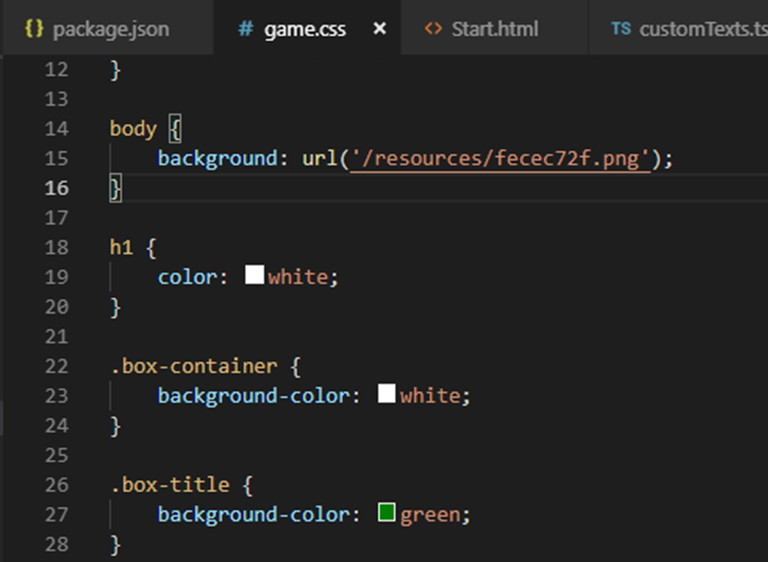 {} package.json # game.css × <> Start.html TS customTexts.ts
12 }
13
14 body {
15 background: url('/resources/fecec72f.png');
16 }
17
18 h1 {
19 color: white;
20 }
21
22 .box-container {
23 background-color: white;
24 }
25
26 .box-title {
27 background-color: green;
28 }